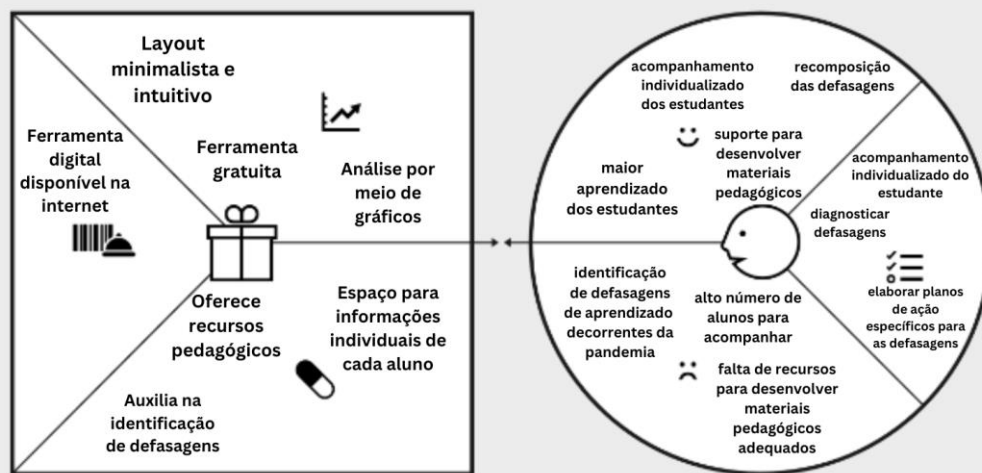 Layout
minimalista e
intuitivo
Ferramenta
digital
disponível na
internet
Ferramenta
gratuita
Análise por
meio de
gráficos
Oferece
recursos
pedagógicos
Espaço para
informações
individuais de
cada aluno
Auxilia na
identificação
de defasagens
acompanhamento
individualizado
dos estudantes
recomposição
das defasagens
suporte para
desenvolver
materiais
pedagógicos
maior
aprendizado
dos estudantes
acompanhamento
individualizado do
estudante
diagnosticar
defasagens
elaborar planos
de ação
específicos para
as defasagens
identificação
de defasagens
de aprendizado
decorrentes da
pandemia
alto número de
alunos para
acompanhar
falta de recursos
para desenvolver
materiais
pedagógicos
adequados